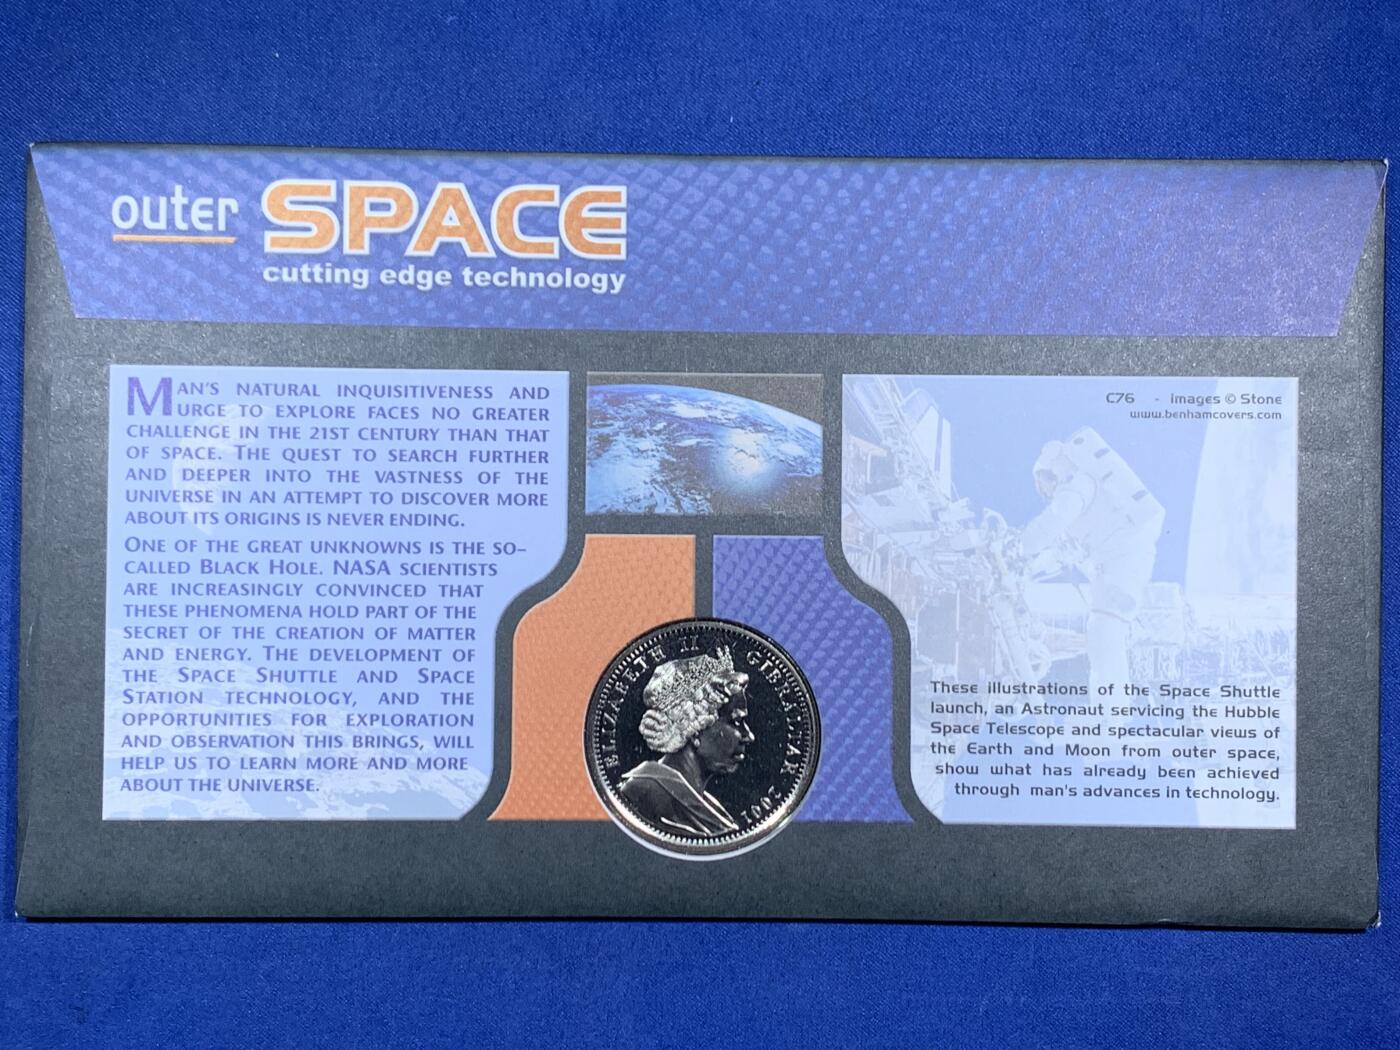 outer SPACE
cutting edge technology
MAN'S NATURAL INQUISITIVENESS AND
URGE TO EXPLORE FACES NO GREATER
CHALLENGE IN THE 21ST CENTURY THAN THAT
OF SPACE. THE QUEST TO SEARCH FURTHER
AND DEEPER INTO THE VASTNESS OF THE
UNIVERSE IN AN ATTEMPT TO DISCOVER MORE
ABOUT ITS ORIGINS IS NEVER ENDING.
ONE OF THE GREAT UNKNOWNS IS THE SO-
CALLED BLACK HOLE. NASA SCIENTISTS
ARE INCREASINGLY CONVINCED THAT
THESE PHENOMENA HOLD PART OF THE
SECRET OF THE CREATION OF MATTER
AND ENERGY. THE DEVELOPMENT OF
THE SPACE SHUTTLE AND SPACE
STATION TECHNOLOGY, AND THE
OPPORTUNITIES FOR EXPLORATION
AND OBSERVATION THIS BRINGS, WILL
HELP US TO LEARN MORE AND MORE
ABOUT THE UNIVERSE.
ELIZABETH II GIBRALTAR 2001
C76 - images © Stone
www.benhamcovers.com
These illustrations of the Space Shuttle
launch, an Astronaut servicing the Hubble
Space Telescope and spectacular views of
the Earth and Moon from outer space,
show what has already been achieved
through man's advances in technology.